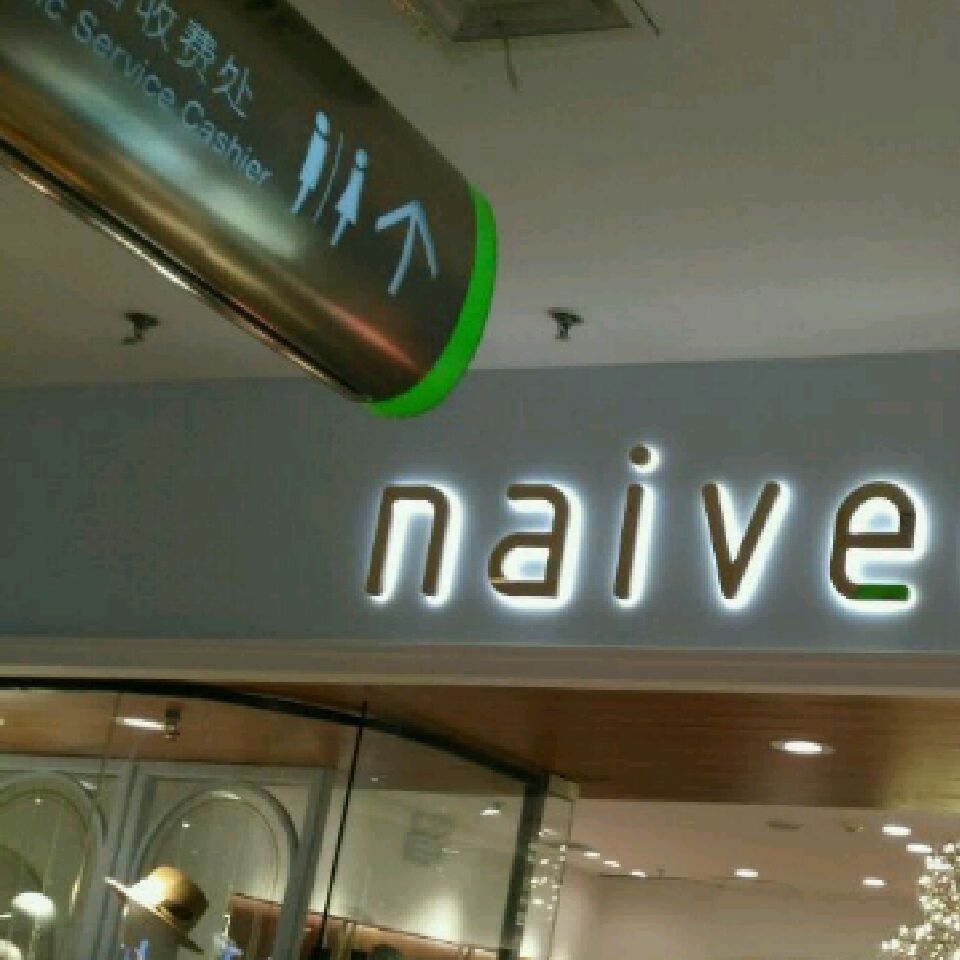 收费处
Service Cashier
naive